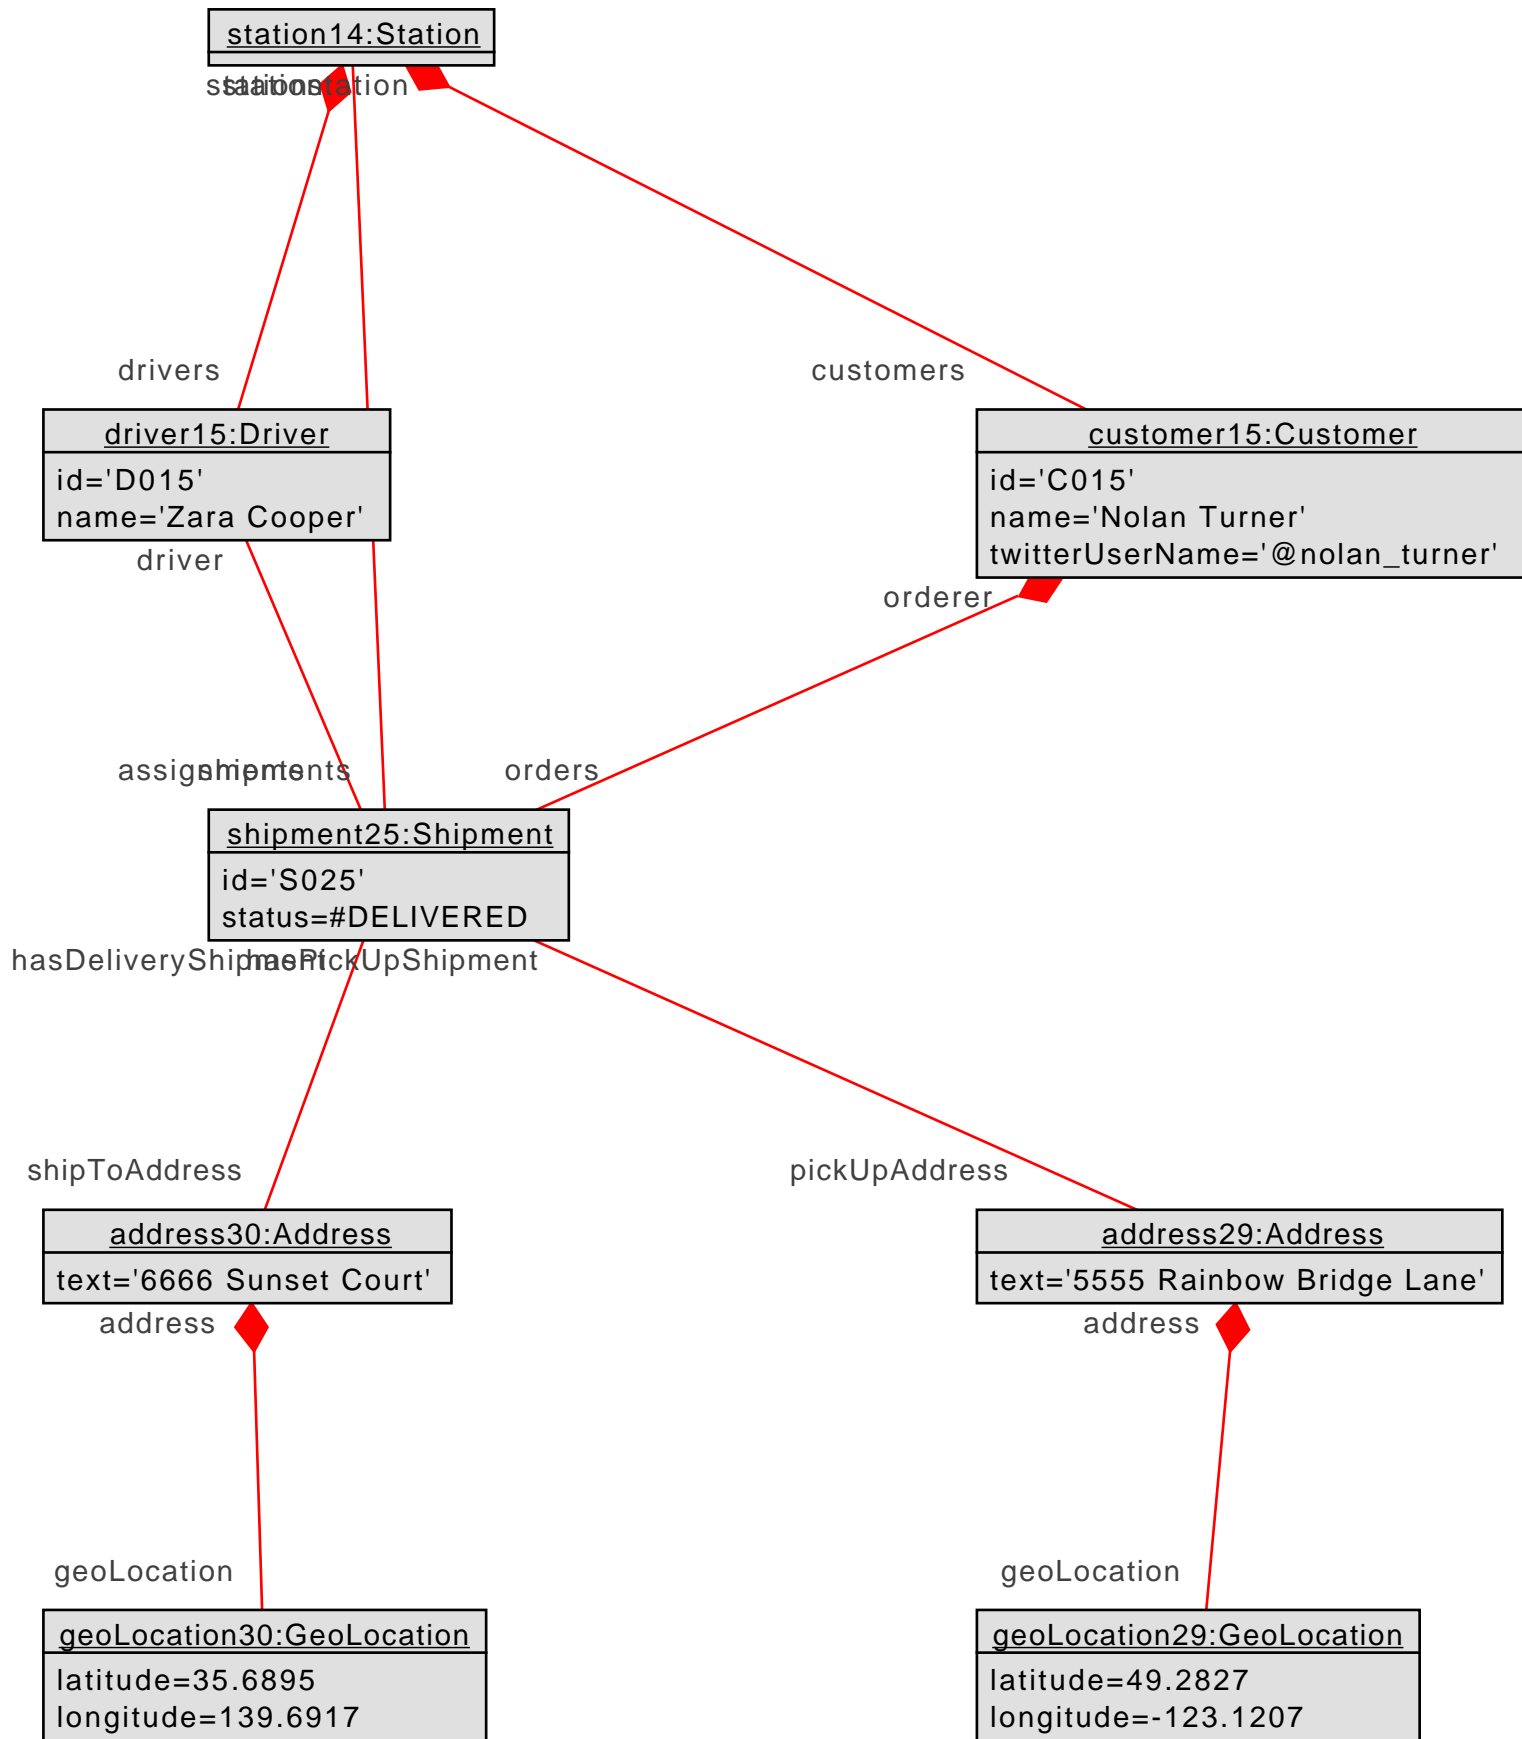 station14:Station
station
station
station
drivers
customers
driver15:Driver
id='D015'
name='Zara Cooper'
customer15:Customer
id='C015'
name='Nolan Turner'
twitterUserName='@nolan_turner'
driver
orderer
assignments
shipments
orders
shipment25:Shipment
id='S025'
status=#DELIVERED
hasDeliveryShipment
hasPickUpShipment
shipToAddress
pickUpAddress
address30:Address
text='6666 Sunset Court'
address29:Address
text='5555 Rainbow Bridge Lane'
address
address
geoLocation
geoLocation
geoLocation30:GeoLocation
latitude=35.6895
longitude=139.6917
geoLocation29:GeoLocation
latitude=49.2827
longitude=-123.1207